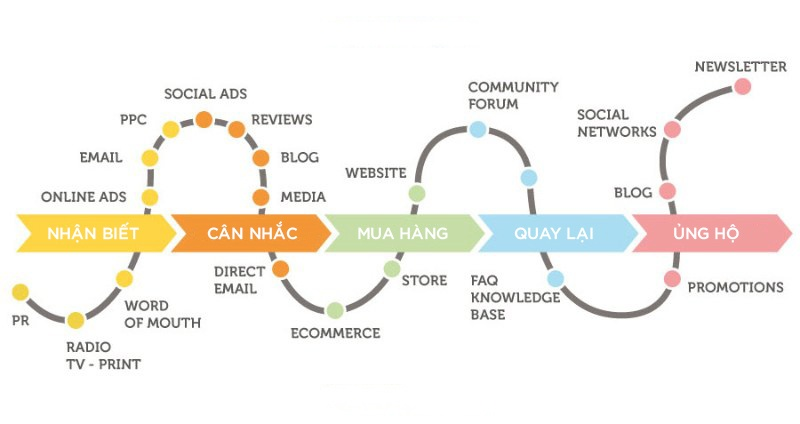 NEWSLETTER
COMMUNITY
FORUM
SOCIAL ADS
PPC
REVIEWS
SOCIAL
NETWORKS
EMAIL
BLOG
WEBSITE
ONLINE ADS
MEDIA
BLOG
NHẬN BIẾT
CÂN NHẮC
MUA HÀNG
QUAY LẠI
ỦNG HỘ
DIRECT
EMAIL
STORE
FAQ
KNOWLEDGE
BASE
PROMOTIONS
PR
WORD
OF MOUTH
ECOMMERCE
RADIO
TV - PRINT